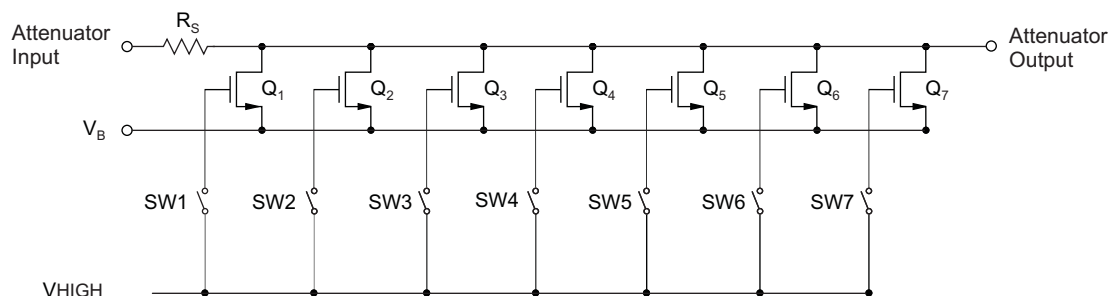 Attenuator
Input
R_S
Attenuator
Output
Q_1
Q_2
Q_3
Q_4
Q_5
Q_6
Q_7
V_B
SW1
SW2
SW3
SW4
SW5
SW6
SW7
VHIGH